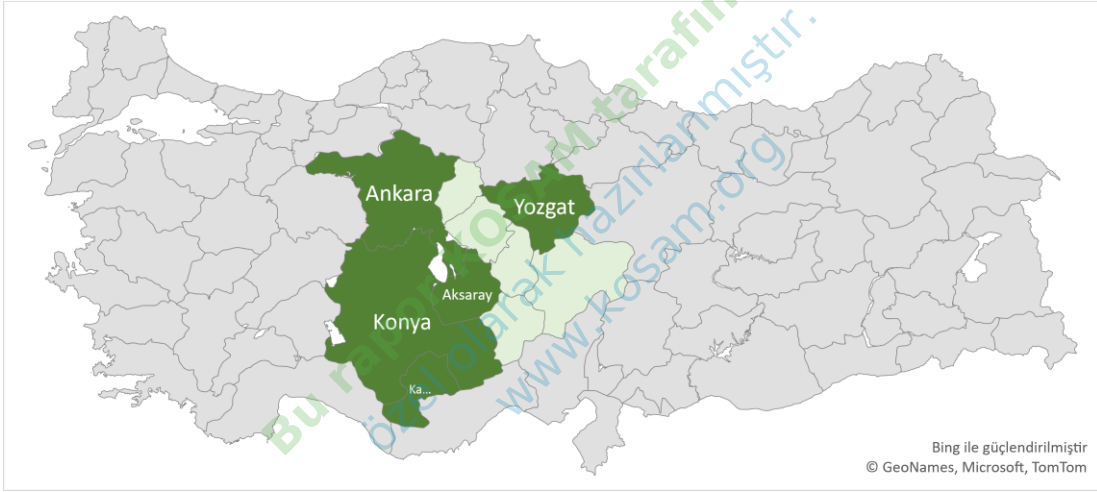 Ankara
Yozgat
Aksaray
Konya
Ka...
Bu rapor KOSAM tarafın
özel olarak hazırlanmıştır.
www.kosam.org
Bing ile güçlendirilmiştir
© GeoNames, Microsoft, TomTom